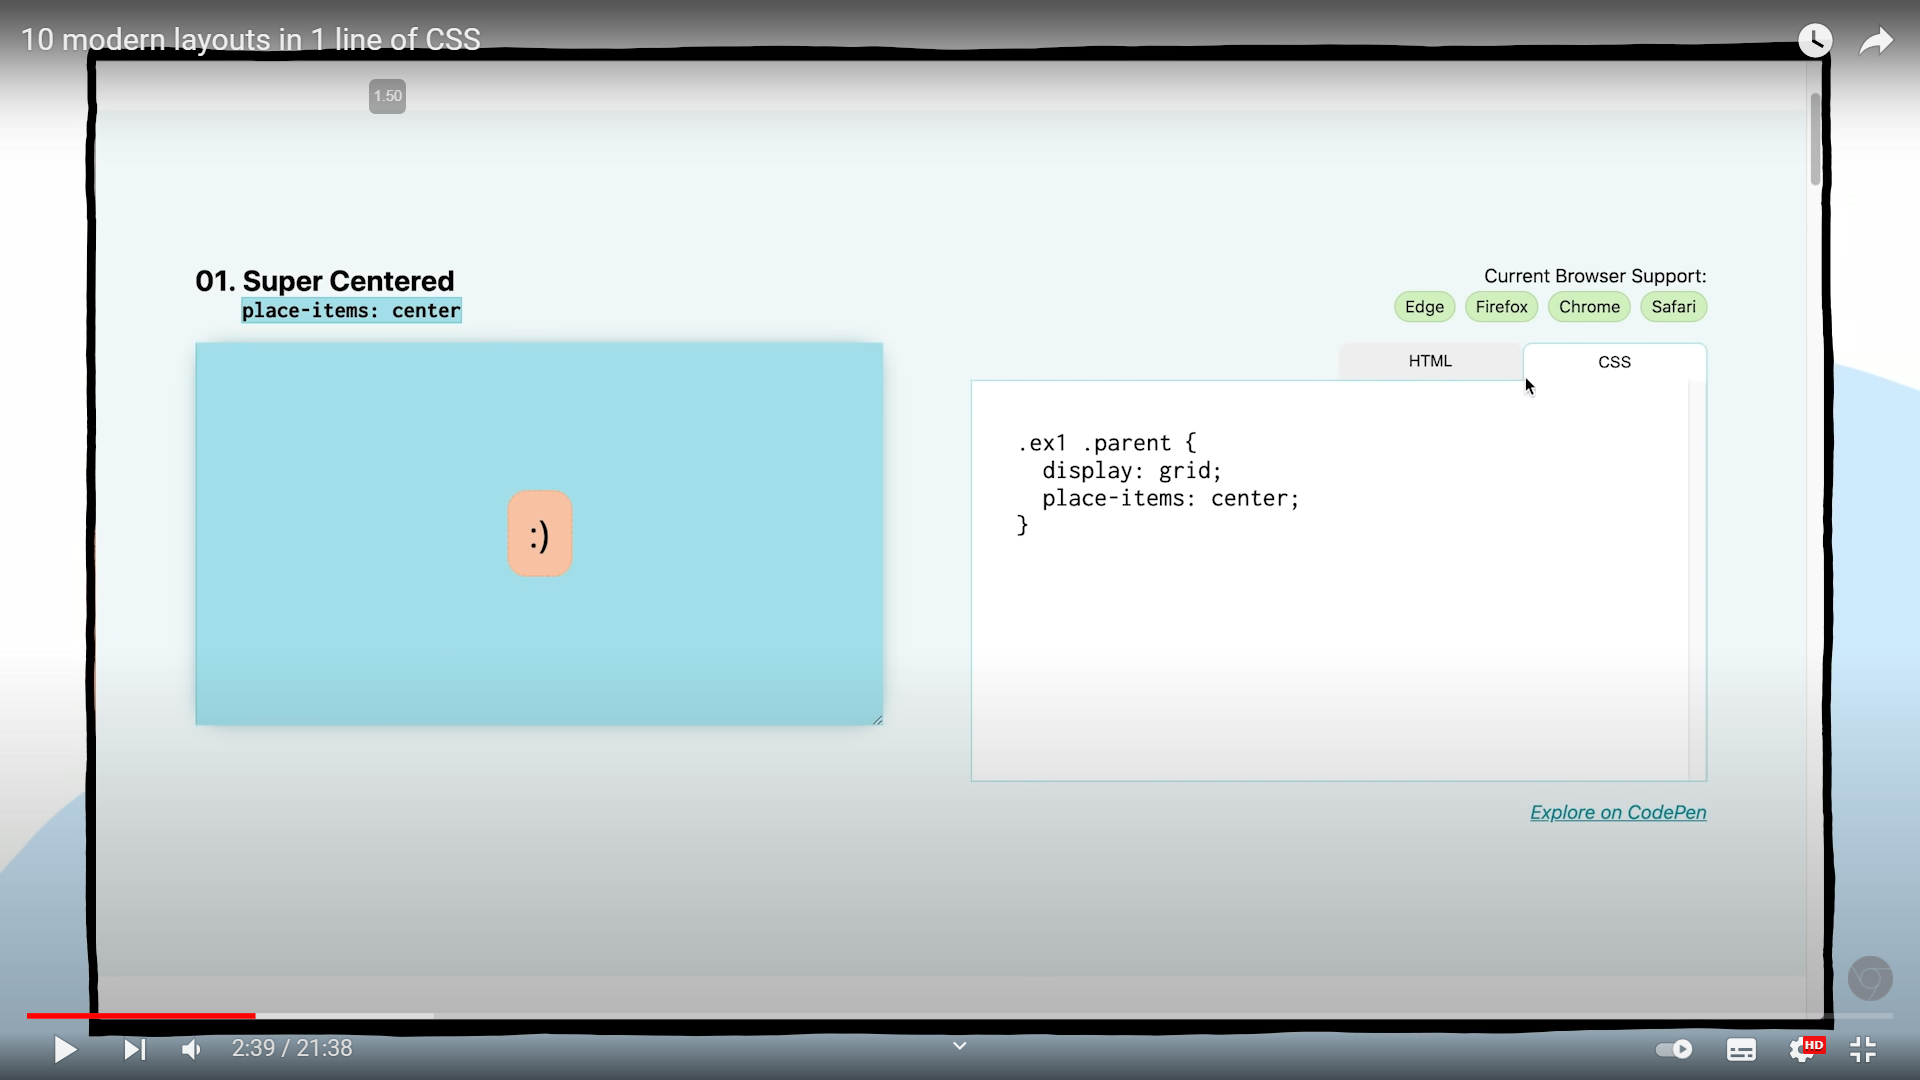 10 modern layouts in 1 line of CSS
1.50
01. Super Centered
place-items: center
Current Browser Support:
Edge Firefox Chrome Safari
HTML CSS
.ex1 .parent {
display: grid;
place-items: center;
}
:)
Explore on CodePen
2:39 / 21:38
HD